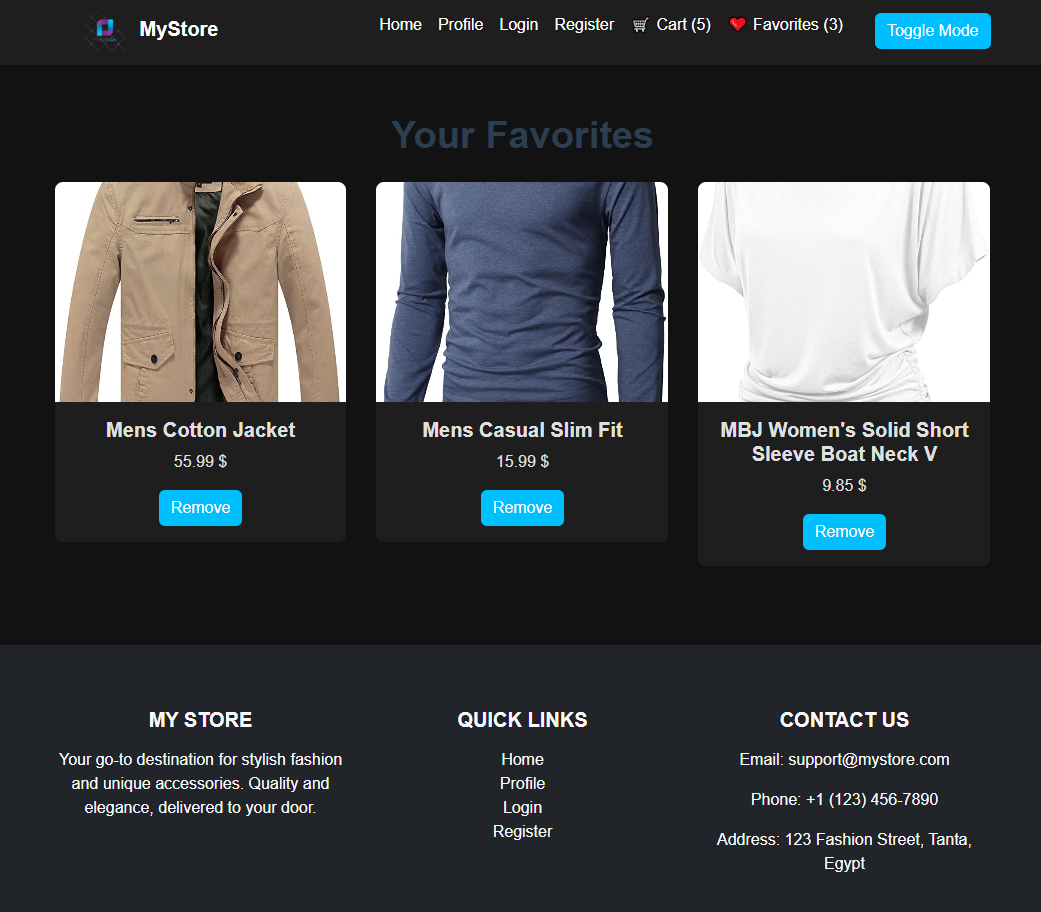 MyStore
Home Profile Login Register 🛒 Cart (5) ❤️ Favorites (3) Toggle Mode
Your Favorites
Mens Cotton Jacket
55.99 $
Remove
Mens Casual Slim Fit
15.99 $
Remove
MBJ Women's Solid Short
Sleeve Boat Neck V
9.85 $
Remove
MY STORE
Your go-to destination for stylish fashion
and unique accessories. Quality and
elegance, delivered to your door.
QUICK LINKS
Home
Profile
Login
Register
CONTACT US
Email: support@mystore.com
Phone: +1 (123) 456-7890
Address: 123 Fashion Street, Tanta,
Egypt